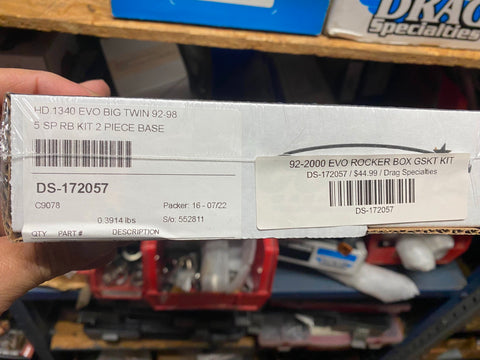 DRAG
Specialties
HD 1340 EVO BIG TWIN 92-98
5 SP RB KIT 2 PIECE BASE
DS-172057
C9078
Packer: 16 - 07/22
0.3914 lbs
S/o: 552811
QTY PART # DESCRIPTION
92-2000 EVO ROCKER BOX GSKT KIT
DS-172057 / $44.99 / Drag Specialties
DS-172057